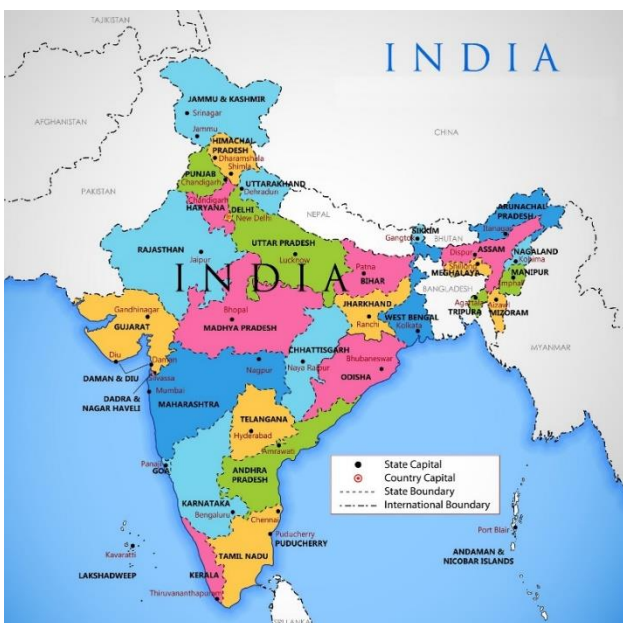 TAJIKISTAN
INDIA
AFGHANISTAN
JAMMU & KASHMIR
Srinagar
Jammu
CHINA
HIMACHAL
PRADESH
Dharamshala
Shimla
PUNJAB
Chandigarh
PAKISTAN
UTTARAKHAND
Dehradun
Chandigarh
HARYANA
DELHI
New Delhi
NEPAL
ARUNACHAL
PRADESH
Itanagar
SIKKIM
Gangtok
BHUTAN
RAJASTHAN
Jaipur
UTTAR PRADESH
Lucknow
ASSAM
Dispur
NAGALAND
Kohima
Shillong
MEGHALAYA
MANIPUR
Imphal
INDIA
Patna
BIHAR
BANGLADESH
Agartala
TRIPURA
Aizawl
MIZORAM
Gandhinagar
GUJARAT
Bhopal
MADHYA PRADESH
JHARKHAND
Ranchi
WEST BENGAL
Kolkata
MYANMAR
Diu
Daman
DAMAN & DIU
Silvassa
DADRA &
NAGAR HAVELI
Mumbai
MAHARASHTRA
Nagpur
CHHATTISGARH
Naya Raipur
Bhubaneswar
ODISHA
TELANGANA
Hyderabad
Amrawati
Panaji
GOA
ANDHRA
PRADESH
State Capital
Country Capital
State Boundary
International Boundary
KARNATAKA
Bengaluru
Chennai
Puducherry
PUDUCHERRY
Port Blair
ANDAMAN &
NICOBAR ISLANDS
Kavaratti
LAKSHADWEEP
TAMIL NADU
KERALA
Thiruvananthapuram
SRI LANKA